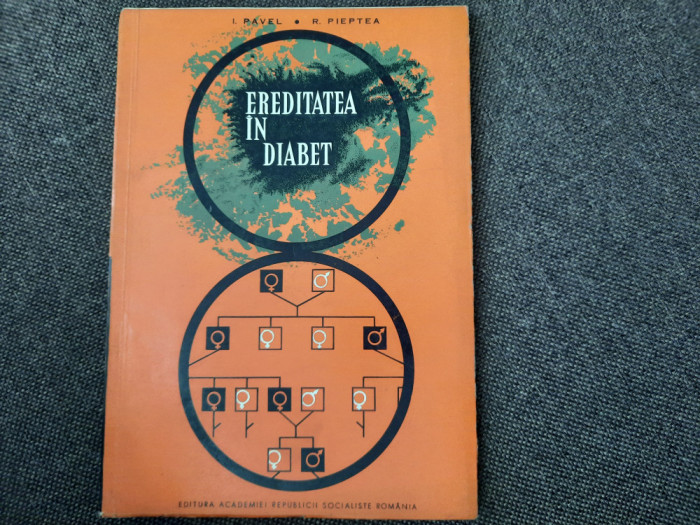 I. PAVEL • R. PIEPTEA
EREDITATEA
ÎN
DIABET
EDITURA ACADEMIEI REPUBLICII SOCIALISTE ROMÂNIA